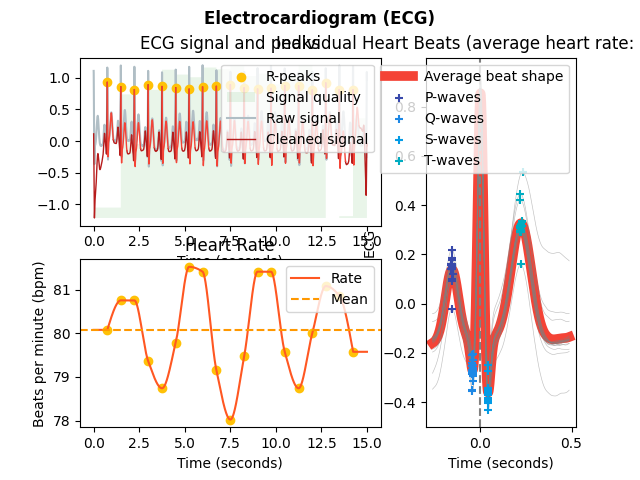 Electrocardiogram (ECG)
ECG signal and peaks
Individual Heart Beats (average heart rate:
R-peaks
Signal quality
Raw signal
Cleaned signal
1.0
0.5
0.0
−0.5
−1.0
0.0 2.5 5.0 7.5 10.0 12.5 15.0
Time (seconds)
Average beat shape
P-waves
Q-waves
S-waves
T-waves
0.8
0.6
0.4
0.2
0.0
−0.2
−0.4
ECG
0.0 0.5
Time (seconds)
Heart Rate
Rate
Mean
Beats per minute (bpm)
81
80
79
78
0.0 2.5 5.0 7.5 10.0 12.5 15.0
Time (seconds)